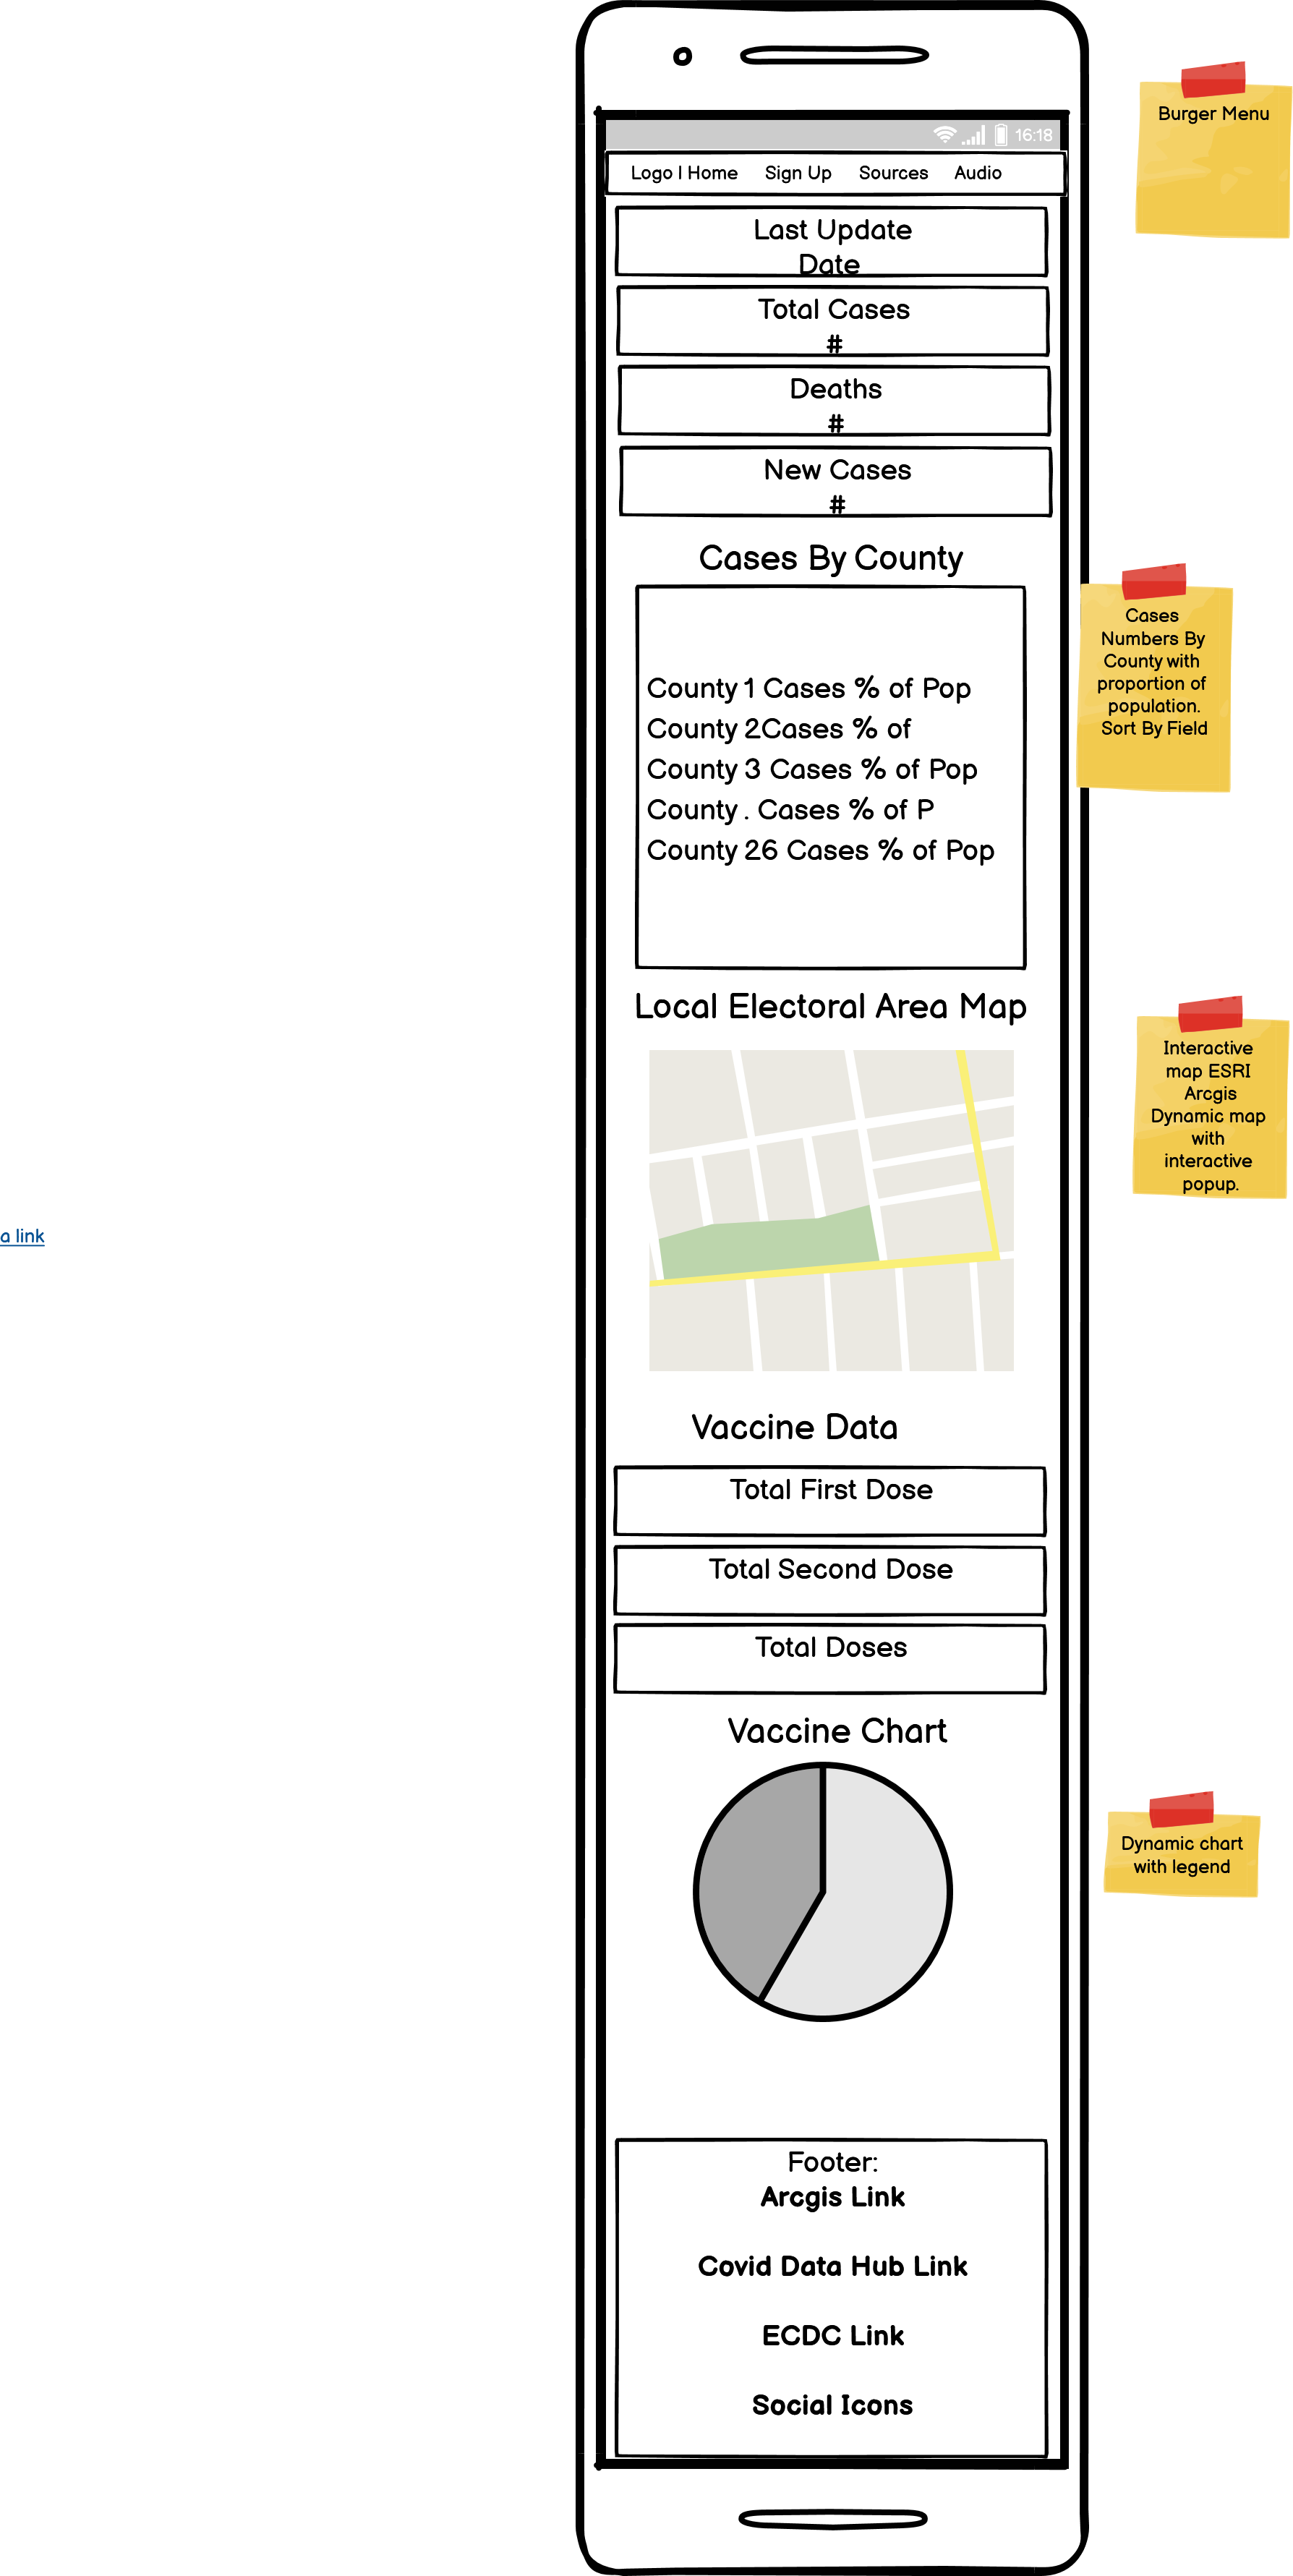 16:18
Logo | Home Sign Up Sources Audio
Burger Menu
Last Update
Date
Total Cases
#
Deaths
#
New Cases
#
Cases By County
County 1 Cases % of Pop
County 2Cases % of
County 3 Cases % of Pop
County . Cases % of P
County 26 Cases % of Pop
Cases
Numbers By
County with
proportion of
population.
Sort By Field
Local Electoral Area Map
Interactive
map ESRI
Arcgis
Dynamic map
with
interactive
popup.
a link
Vaccine Data
Total First Dose
Total Second Dose
Total Doses
Vaccine Chart
Dynamic chart
with legend
Footer:
Arcgis Link
Covid Data Hub Link
ECDC Link
Social Icons